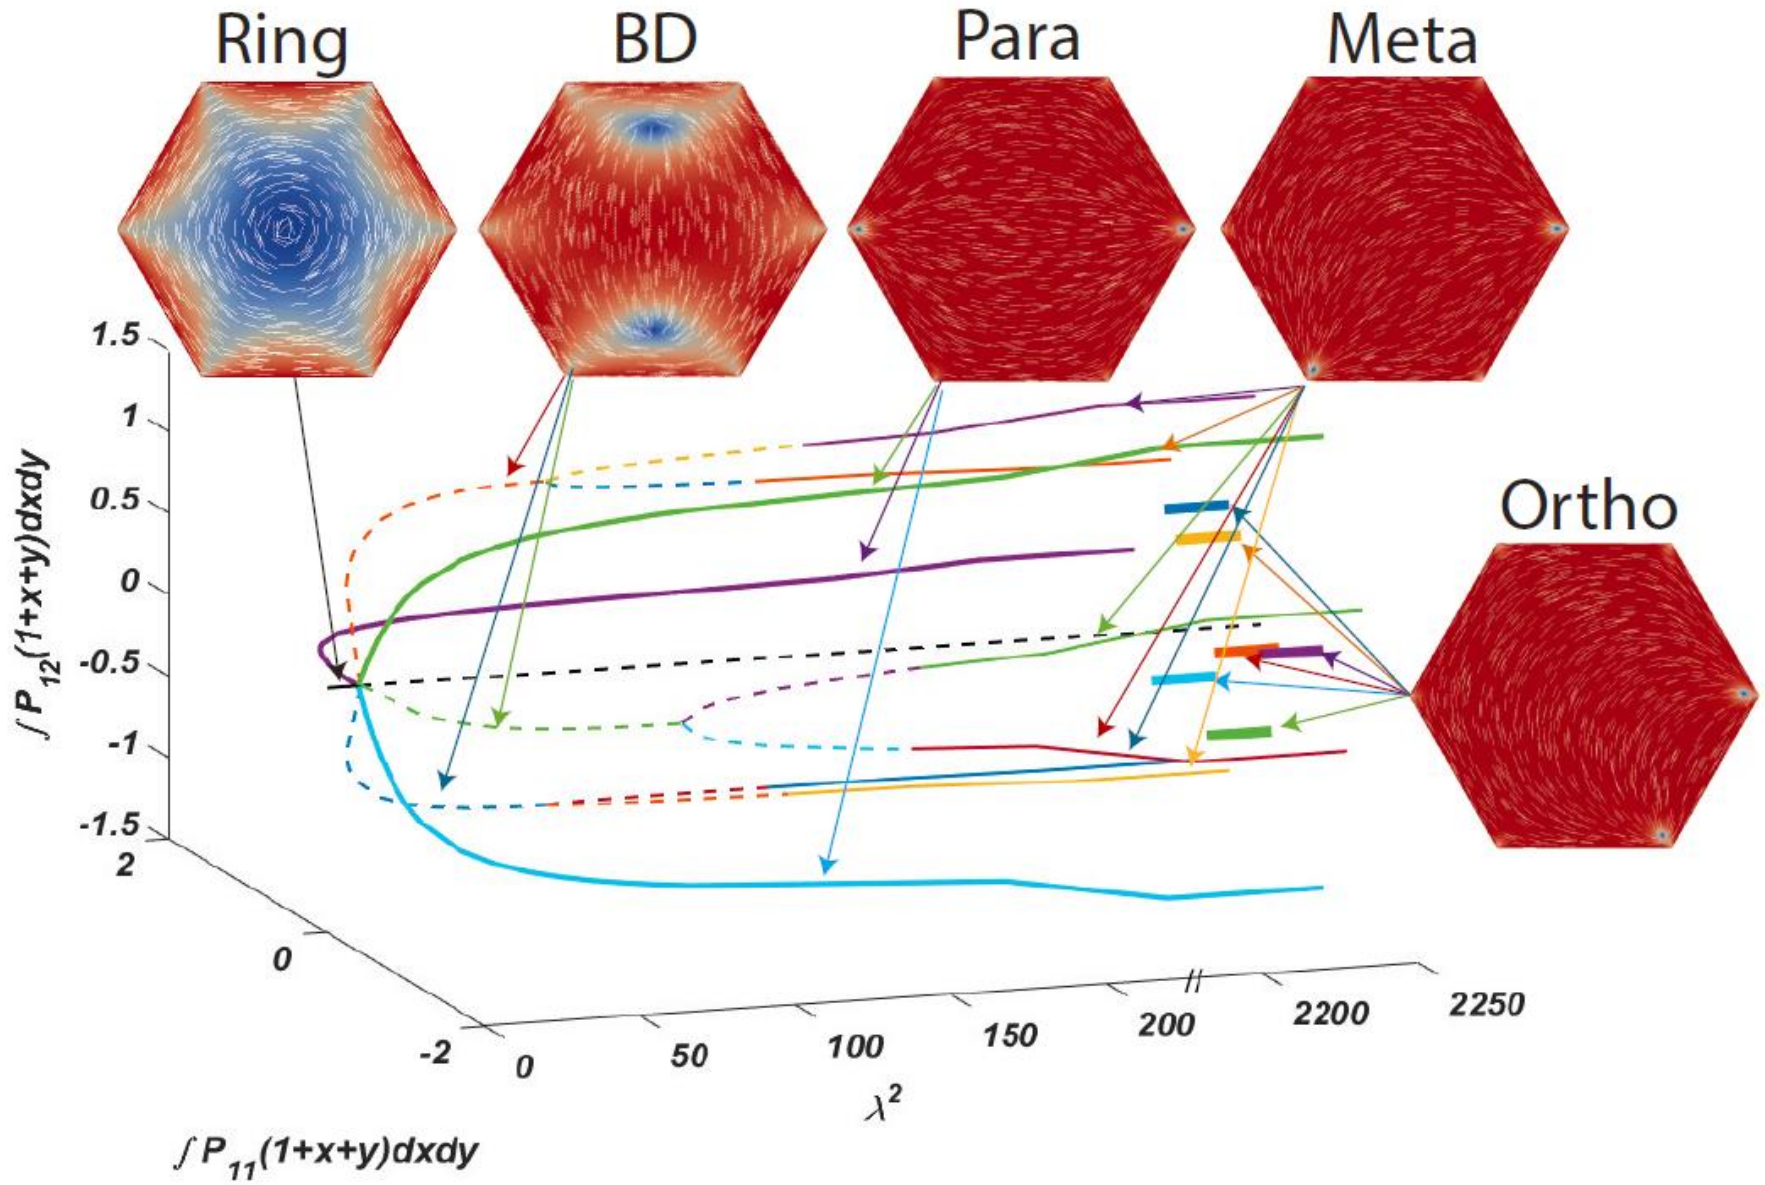 Ring
BD
Para
Meta
Ortho
1.5
1
0.5
0
-0.5
-1
-1.5
∫P12(1+x+y)dxdy
2
0
-2
∫P11(1+x+y)dxdy
0
50
100
150
200
2200
2250
λ²